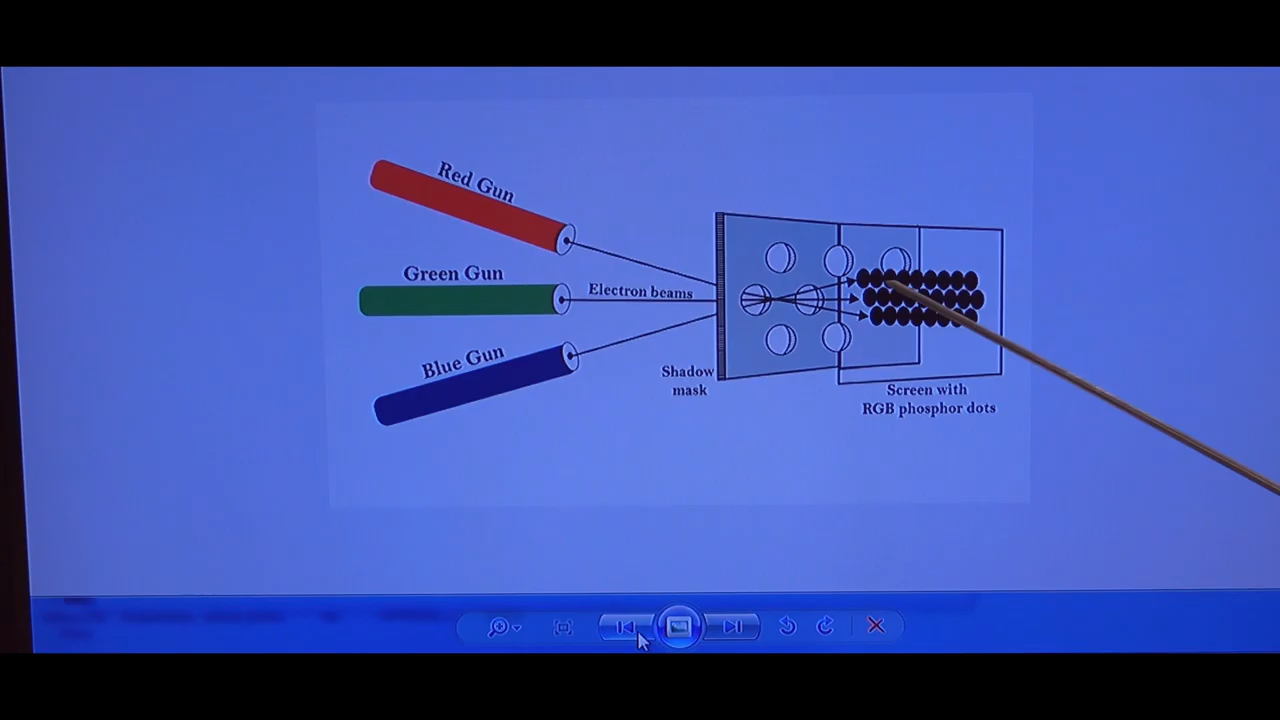 Red Gun
Green Gun
Electron beams
Blue Gun
Shadow
mask
Screen with
RGB phosphor dots